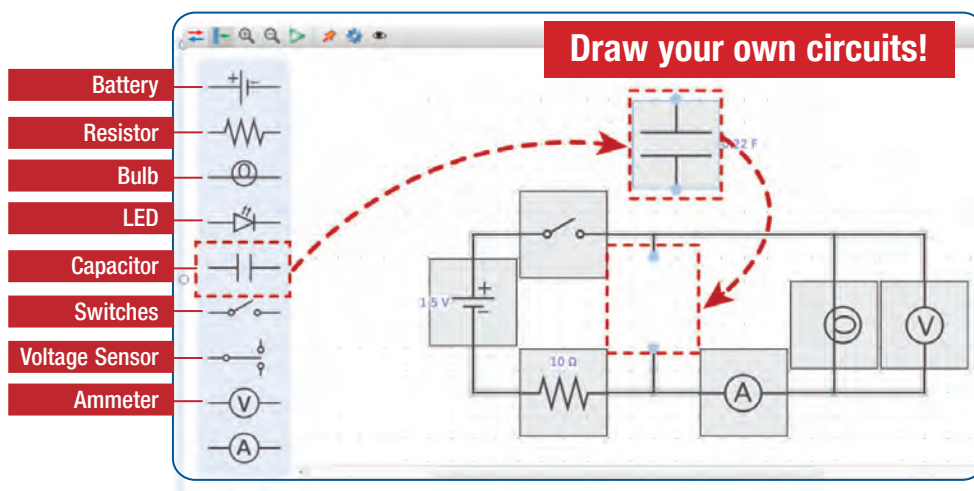 Draw your own circuits!
Battery
Resistor
Bulb
LED
Capacitor
Switches
Voltage Sensor
Ammeter
+ -
0.22 F
1.5 V
+
-
10 Ω
A
V
V
A